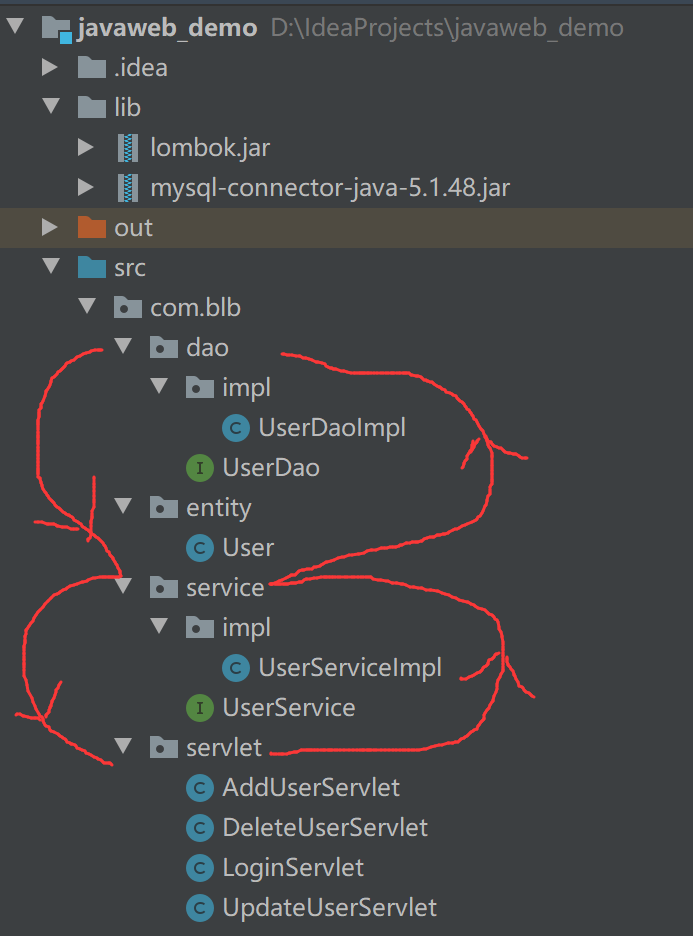 javaweb_demo D:\IdeaProjects\javaweb_demo
.idea
lib
lombok.jar
mysql-connector-java-5.1.48.jar
out
src
com.blb
dao
impl
C UserDaoImpl
I UserDao
entity
C User
service
impl
C UserServiceImpl
I UserService
servlet
C AddUserServlet
C DeleteUserServlet
C LoginServlet
C UpdateUserServlet